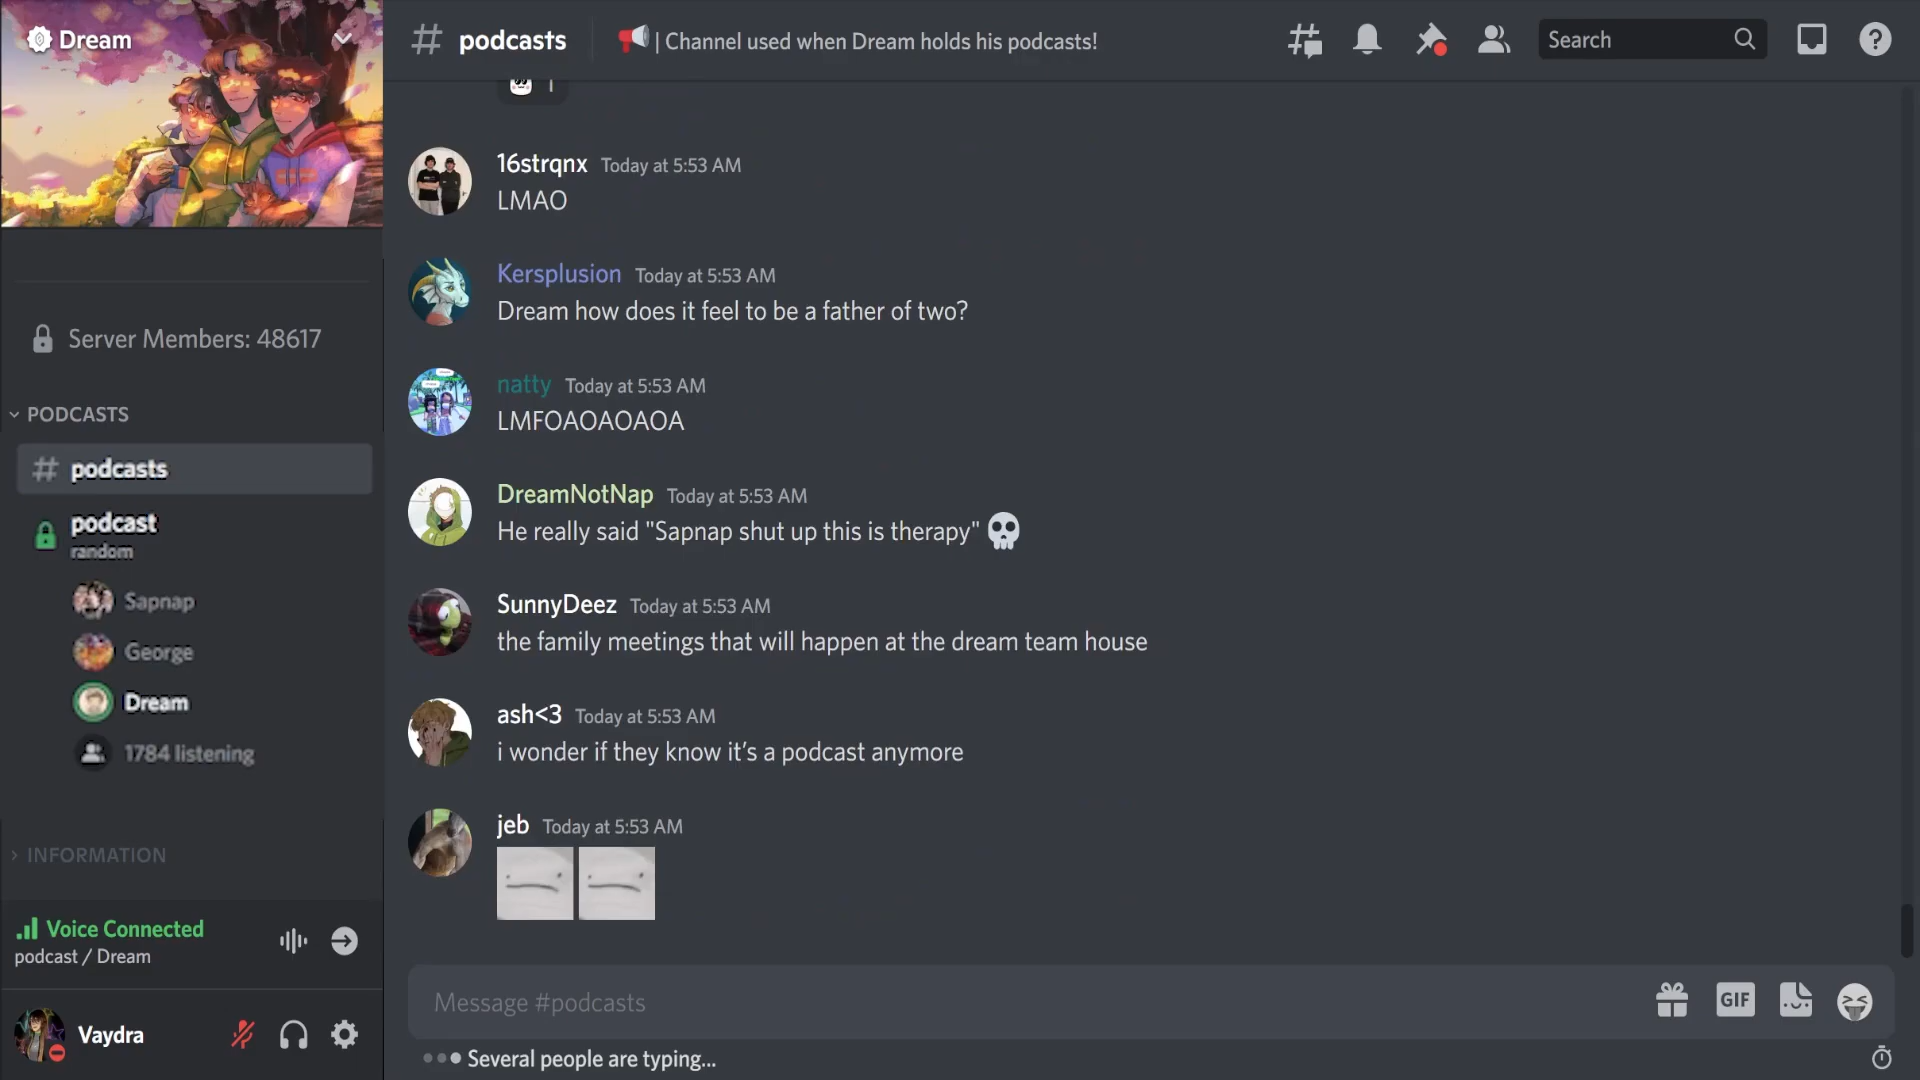 Dream
Server Members: 48617
PODCASTS
podcasts
podcast
random
Sapnap
George
Dream
1784 listening
INFORMATION
Voice Connected
podcast / Dream
Vaydra
podcasts
| Channel used when Dream holds his podcasts!
Search
1
16strqnx Today at 5:53 AM
LMAO
Kersplusion Today at 5:53 AM
Dream how does it feel to be a father of two?
natty Today at 5:53 AM
LMFOAOAOAOA
DreamNotNap Today at 5:53 AM
He really said "Sapnap shut up this is therapy"
SunnyDeez Today at 5:53 AM
the family meetings that will happen at the dream team house
ash<3 Today at 5:53 AM
i wonder if they know it’s a podcast anymore
jeb Today at 5:53 AM
Message #podcasts
GIF
Several people are typing...